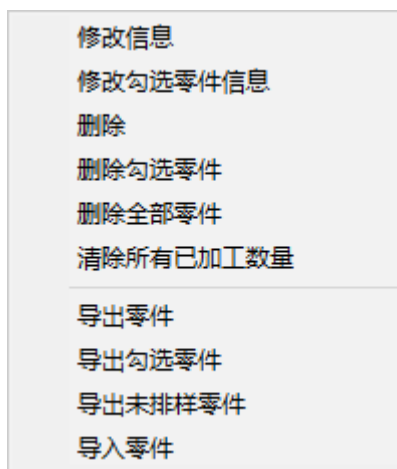 修改信息
修改勾选零件信息
删除
删除勾选零件
删除全部零件
清除所有已加工数量
导出零件
导出勾选零件
导出未排样零件
导入零件